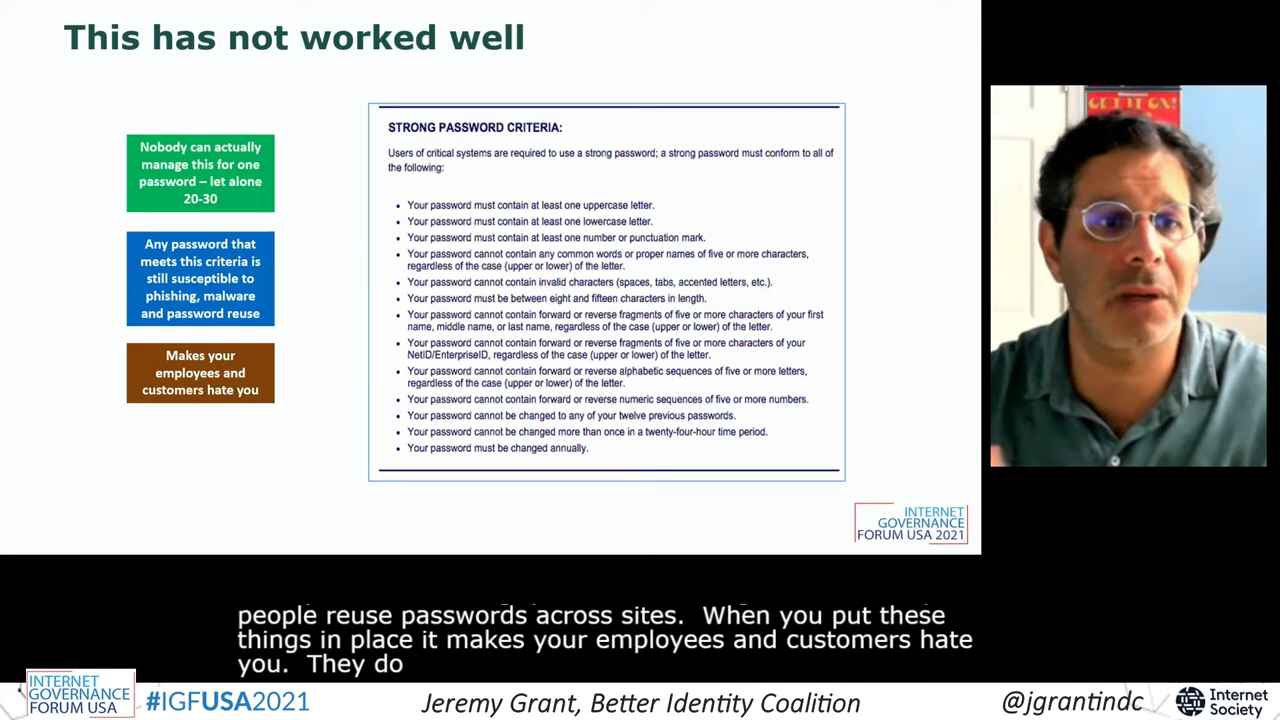 This has not worked well
Nobody can actually
manage this for one
password – let alone
20-30
Any password that
meets this criteria is
still susceptible to
phishing, malware
and password reuse
Makes your
employees and
customers hate you
STRONG PASSWORD CRITERIA:
Users of critical systems are required to use a strong password; a strong password must conform to all of
the following:
• Your password must contain at least one uppercase letter.
• Your password must contain at least one lowercase letter.
• Your password must contain at least one number or punctuation mark.
• Your password cannot contain any common words or proper names of five or more characters,
regardless of the case (upper or lower) of the letter.
• Your password cannot contain invalid characters (spaces, tabs, accented letters, etc.).
• Your password must be between eight and fifteen characters in length.
• Your password cannot contain forward or reverse fragments of five or more characters of your first
name, middle name, or last name, regardless of the case (upper or lower) of the letter.
• Your password cannot contain forward or reverse fragments of five or more characters of your
NetID/EnterpriseID, regardless of the case (upper or lower) of the letter.
• Your password cannot contain forward or reverse alphabetic sequences of five or more letters,
regardless of the case (upper or lower) of the letter.
• Your password cannot contain forward or reverse numeric sequences of five or more numbers.
• Your password cannot be changed to any of your twelve previous passwords.
• Your password cannot be changed more than once in a twenty-four-hour time period.
• Your password must be changed annually.
INTERNET
GOVERNANCE
FORUM USA 2021
GET IT ON!
people reuse passwords across sites. When you put these
things in place it makes your employees and customers hate
you. They do
INTERNET
GOVERNANCE
FORUM USA
#IGFUSA2021
Jeremy Grant, Better Identity Coalition
@jgrantindc
Internet
Society